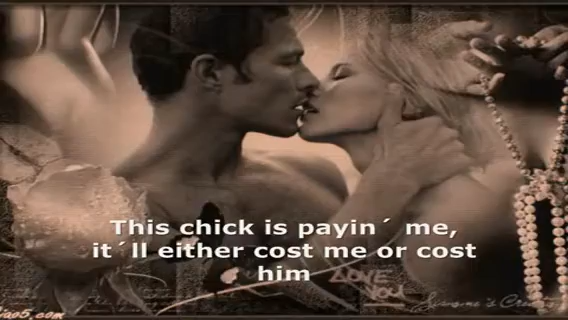 This chick is payin´ me,
it´ll either cost me or cost
him
LOVE
YOU